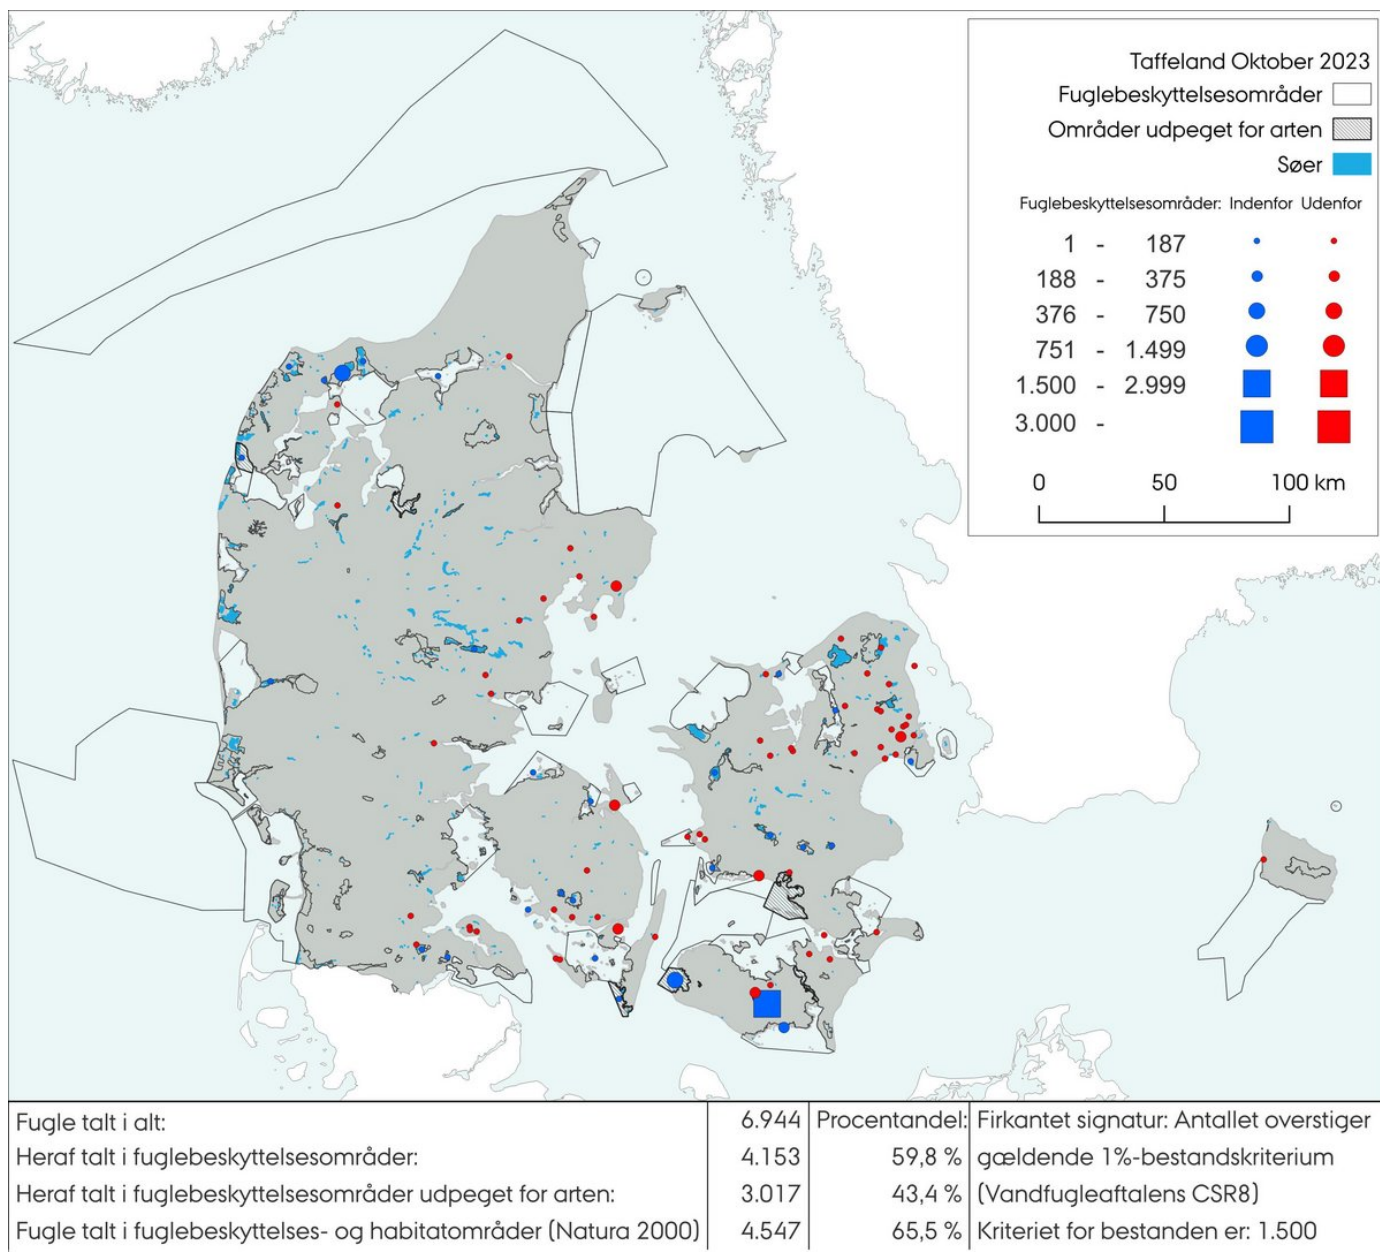 Taffeland Oktober 2023
Fuglebeskyttelsesområder
Områder udpeget for arten
Søer
Fuglebeskyttelsesområder: Indenfor Udenfor
1 - 187
188 - 375
376 - 750
751 - 1.499
1.500 - 2.999
3.000 -
0 50 100 km
Fugle talt i alt: 6.944 Procentandel: Firkantet signatur: Antallet overstiger
Heraf talt i fuglebeskyttelsesområder: 4.153 59,8 % gældende 1%-bestandskriterium
Heraf talt i fuglebeskyttelsesområder udpeget for arten: 3.017 43,4 % (Vandfugleaftalens CSR8)
Fugle talt i fuglebeskyttelses- og habitatområder (Natura 2000) 4.547 65,5 % Kriteriet for bestanden er: 1.500